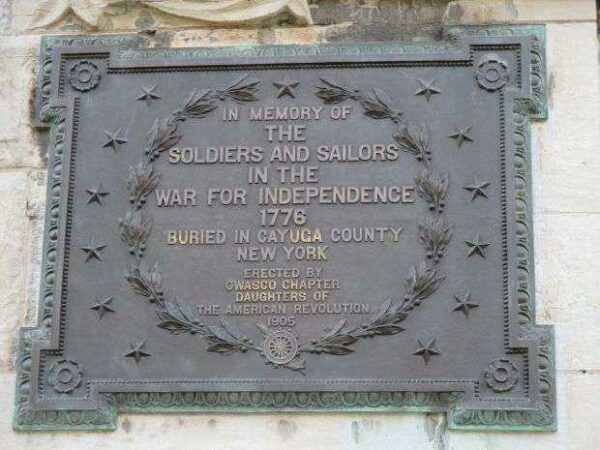 IN MEMORY OF
THE
SOLDIERS AND SAILORS
IN THE
WAR FOR INDEPENDENCE
1776
BURIED IN CAYUGA COUNTY
NEW YORK
ERECTED BY
OWASCO CHAPTER
DAUGHTERS OF
THE AMERICAN REVOLUTION
1905